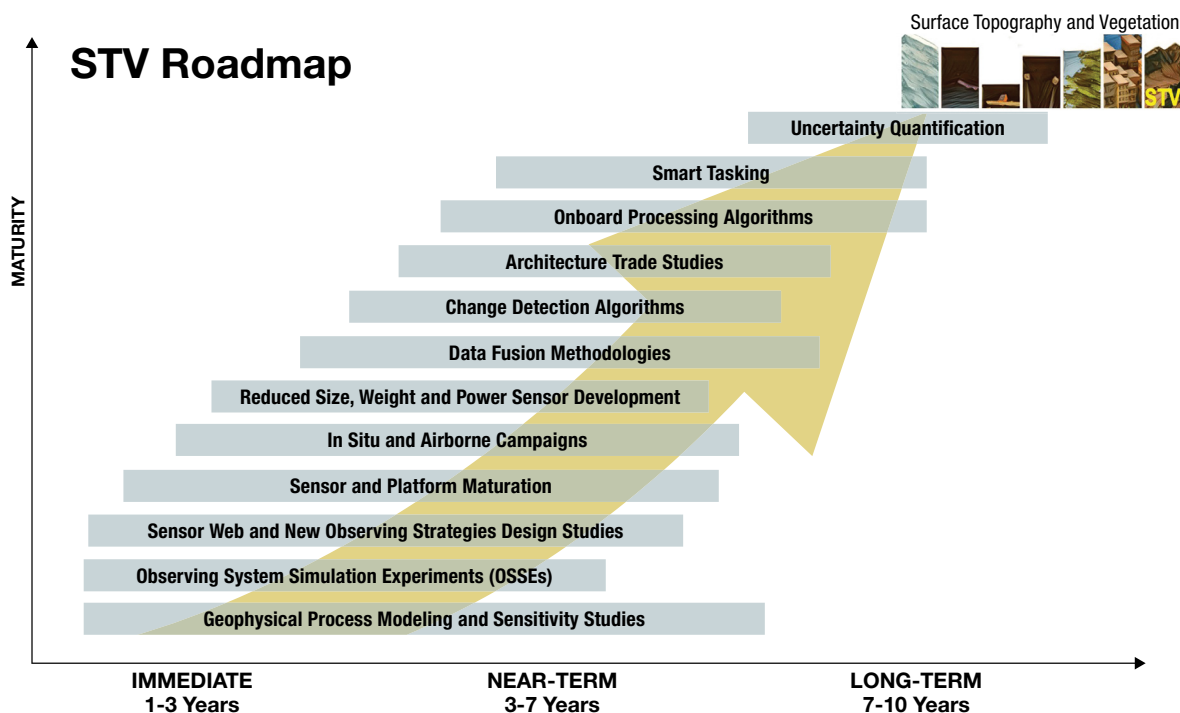 Surface Topography and Vegetation
STV Roadmap
STV
Uncertainty Quantification
Smart Tasking
Onboard Processing Algorithms
Architecture Trade Studies
Change Detection Algorithms
Data Fusion Methodologies
Reduced Size, Weight and Power Sensor Development
In Situ and Airborne Campaigns
Sensor and Platform Maturation
Sensor Web and New Observing Strategies Design Studies
Observing System Simulation Experiments (OSSEs)
Geophysical Process Modeling and Sensitivity Studies
MATURITY
IMMEDIATE
1-3 Years
NEAR-TERM
3-7 Years
LONG-TERM
7-10 Years